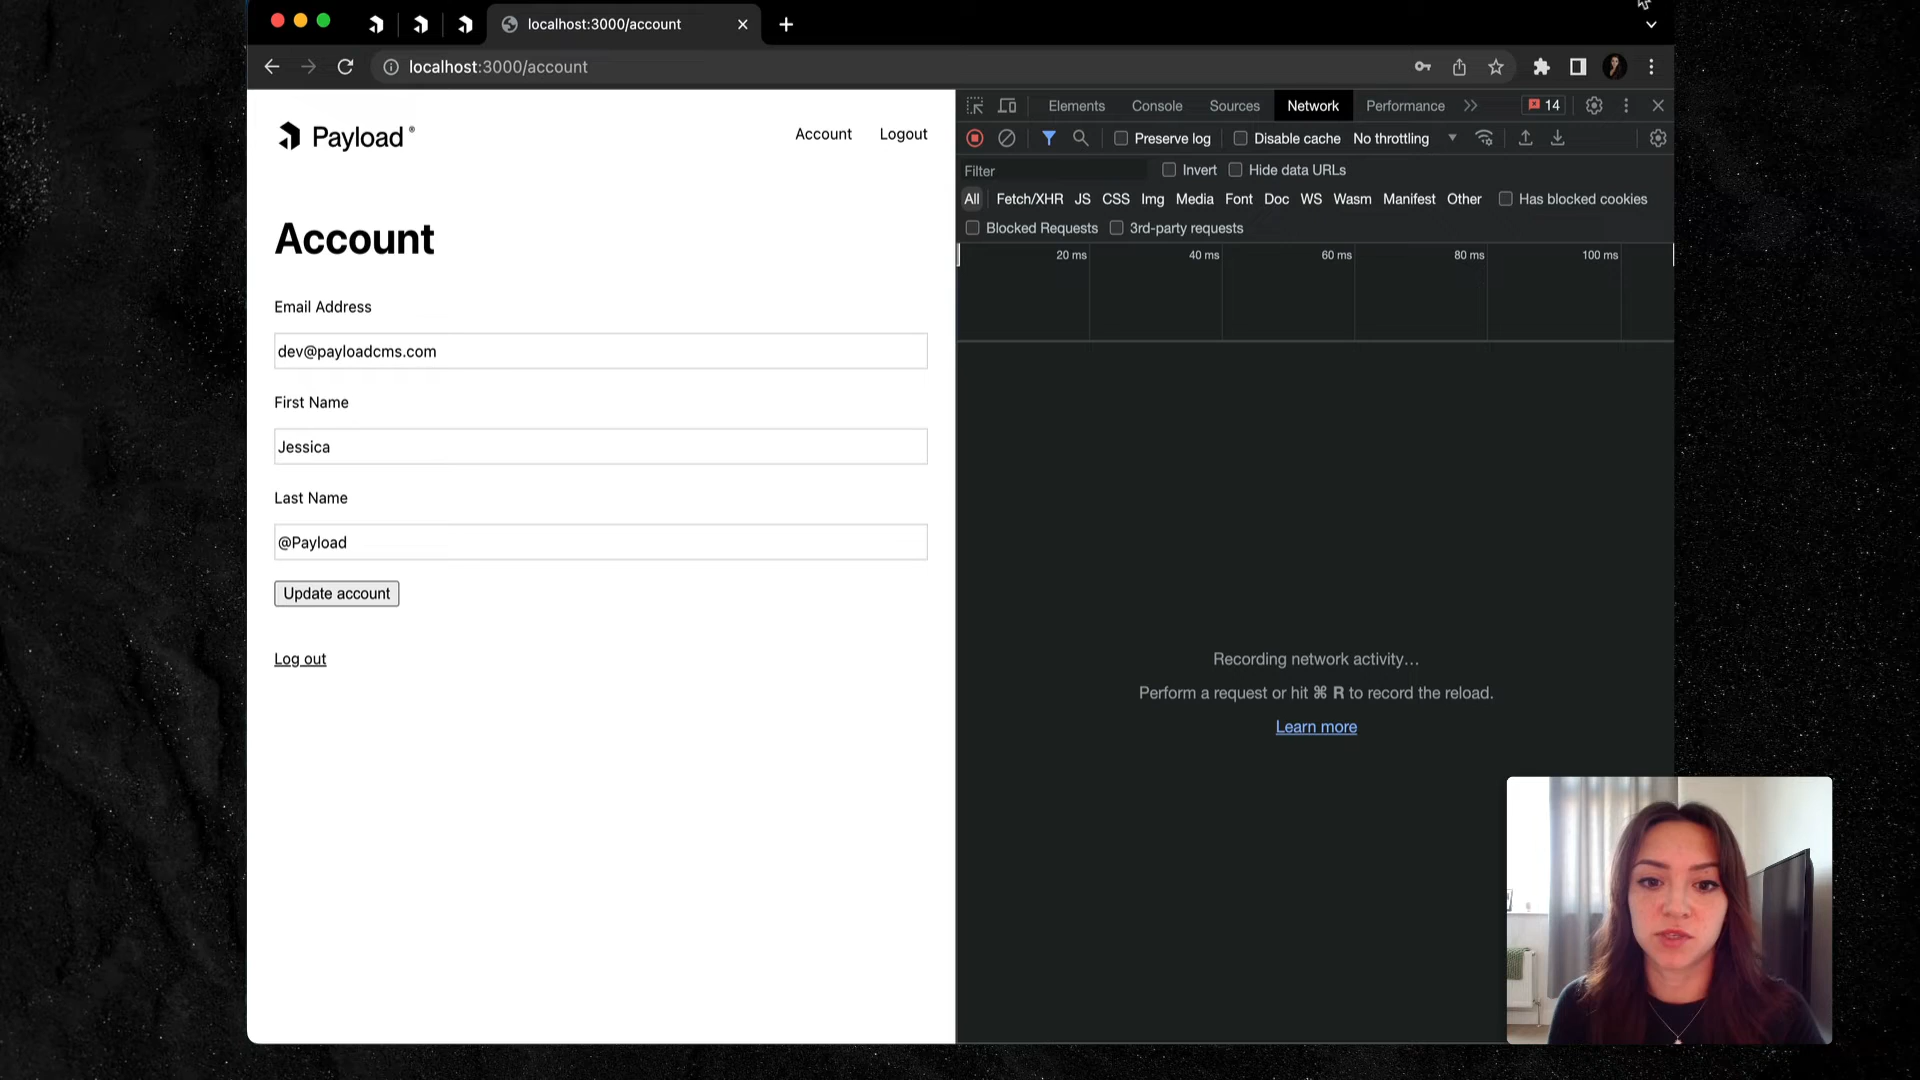 localhost:3000/account
localhost:3000/account
Payload®
Account
Logout
Account
Email Address
dev@payloadcms.com
First Name
Jessica
Last Name
@Payload
Update account
Log out
Elements
Console
Sources
Network
Performance
14
Preserve log
Disable cache
No throttling
Filter
Invert
Hide data URLs
All
Fetch/XHR
JS
CSS
Img
Media
Font
Doc
WS
Wasm
Manifest
Other
Has blocked cookies
Blocked Requests
3rd-party requests
20 ms
40 ms
60 ms
80 ms
100 ms
Recording network activity…
Perform a request or hit ⌘ R to record the reload.
Learn more